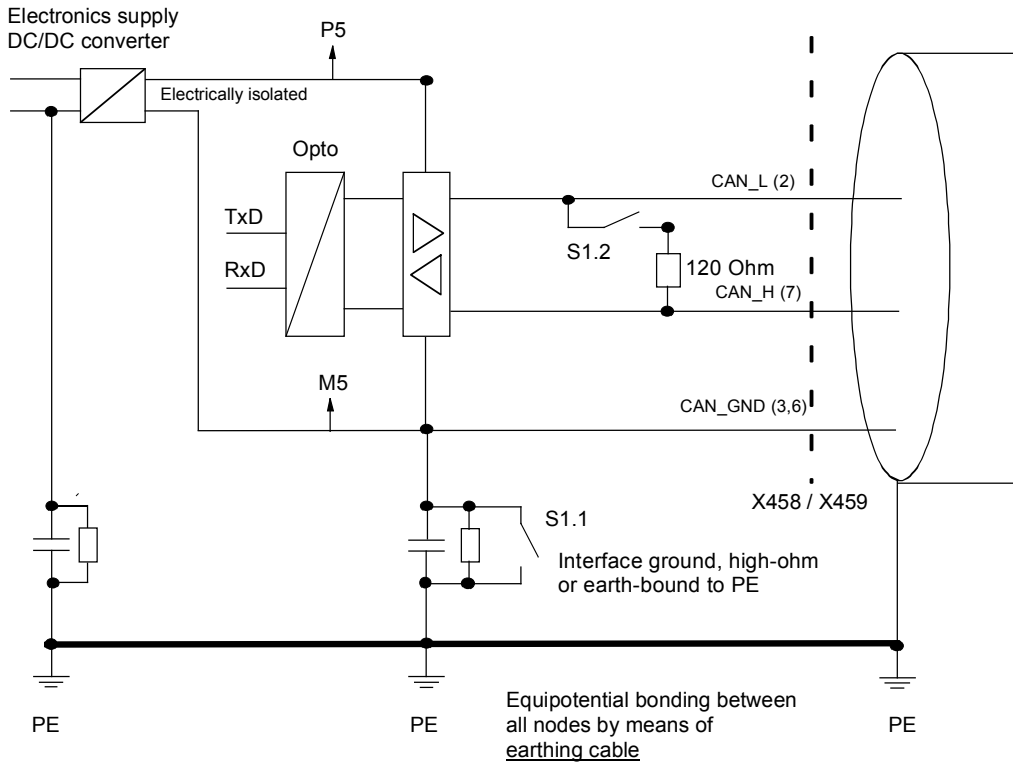 Electronics supply
DC/DC converter
P5
Electrically isolated
Opto
CAN_L (2)
TxD
S1.2
RxD
120 Ohm
CAN_H (7)
M5
CAN_GND (3,6)
X458 / X459
S1.1
Interface ground, high-ohm
or earth-bound to PE
PE
PE
Equipotential bonding between
all nodes by means of
earthing cable
PE